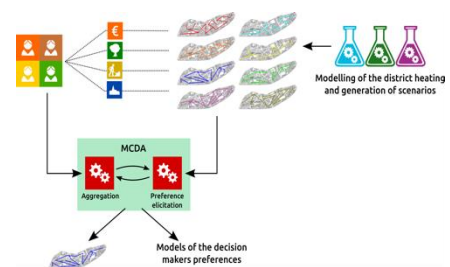 €
Modelling of the district heating
and generation of scenarios
MCDA
Aggregation
Preference
elicitation
Models of the decision
makers preferences